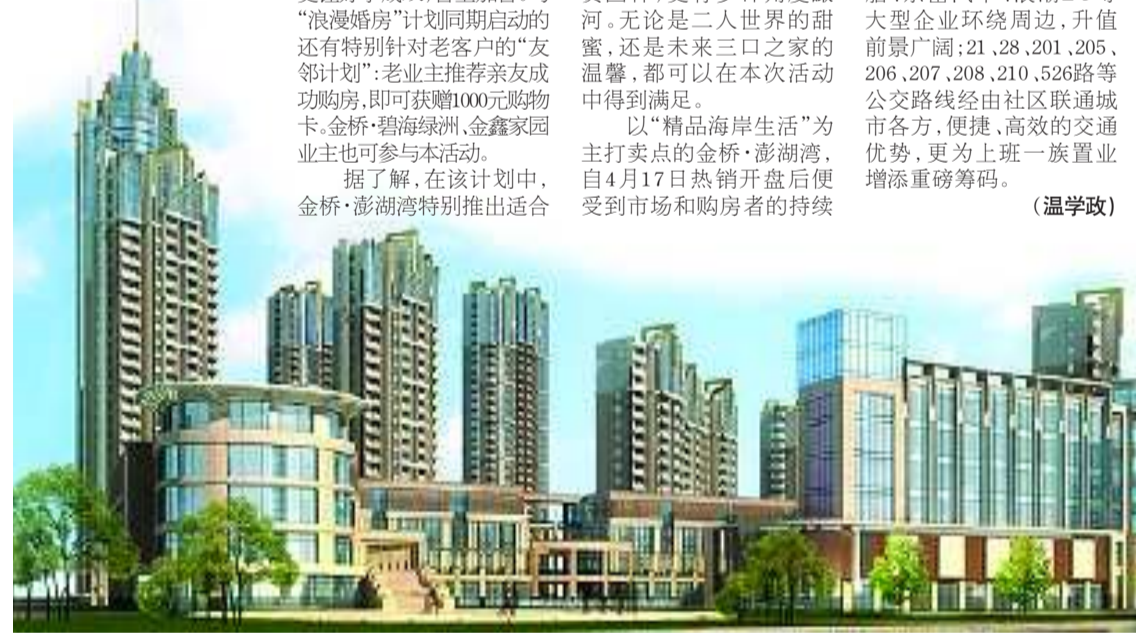 “浪漫婚房”计划同期启动的
还有特别针对老客户的“友
邻计划”:老业主推荐亲友成
功购房,即可获赠1000元购物
卡。金桥·碧海绿洲、金鑫家园
业主也可参与本活动。
据了解,在该计划中,
金桥·澎湖湾特别推出适合
河。无论是二人世界的甜
蜜,还是未来三口之家的
温馨,都可以在本次活动
中得到满足。
以“精品海岸生活”为
主打卖点的金桥·澎湖湾,
自4月17日热销开盘后便
受到市场和购房者的持续
大型企业环绕周边,升值
前景广阔;21、28、201、205、
206、207、208、210、526路等
公交路线经由社区联通城
市各方,便捷、高效的交通
优势,更为上班一族置业
增添重磅筹码。
(温学政)